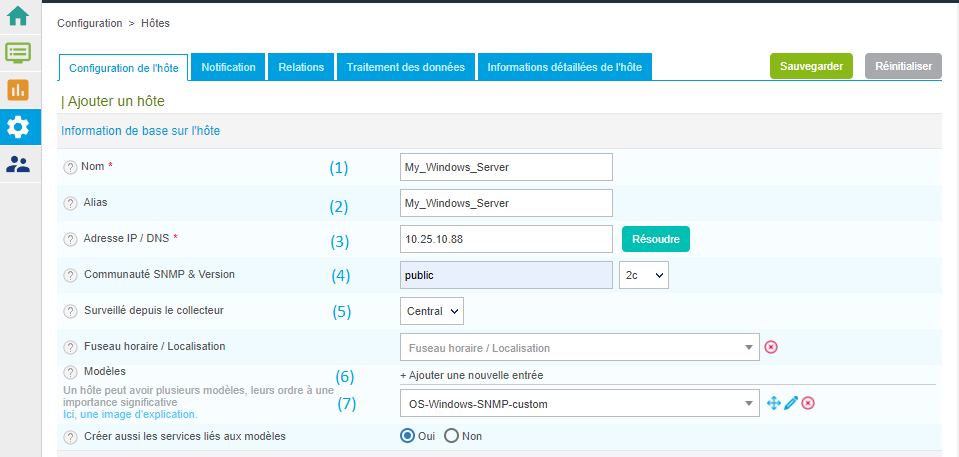 Configuration > Hôtes
Configuration de l'hôte Notification Relations Traitement des données Informations détaillées de l'hôte Sauvegarder Réinitialiser
| Ajouter un hôte
Information de base sur l'hôte
? Nom * (1) My_Windows_Server
? Alias (2) My_Windows_Server
? Adresse IP / DNS * (3) 10.25.10.88 Résoudre
? Communauté SNMP & Version (4) public 2c
? Surveillé depuis le collecteur (5) Central
? Fuseau horaire / Localisation Fuseau horaire / Localisation
? Modèles (6) + Ajouter une nouvelle entrée
Un hôte peut avoir plusieurs modèles, leurs ordre à une
importance significative (7) OS-Windows-SNMP-custom
Ici, une image d'explication.
? Créer aussi les services liés aux modèles Oui Non